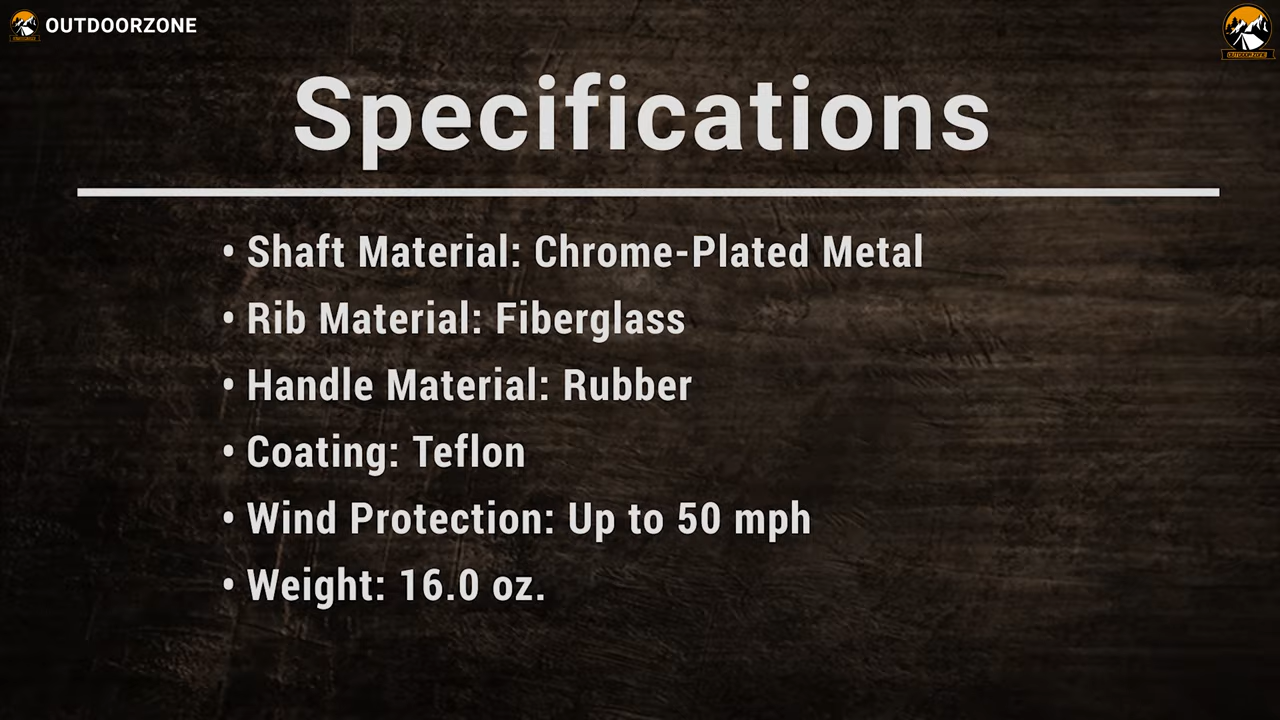 OUTDOORZONE
OUTDOORZONE
Specifications
• Shaft Material: Chrome-Plated Metal
• Rib Material: Fiberglass
• Handle Material: Rubber
• Coating: Teflon
• Wind Protection: Up to 50 mph
• Weight: 16.0 oz.